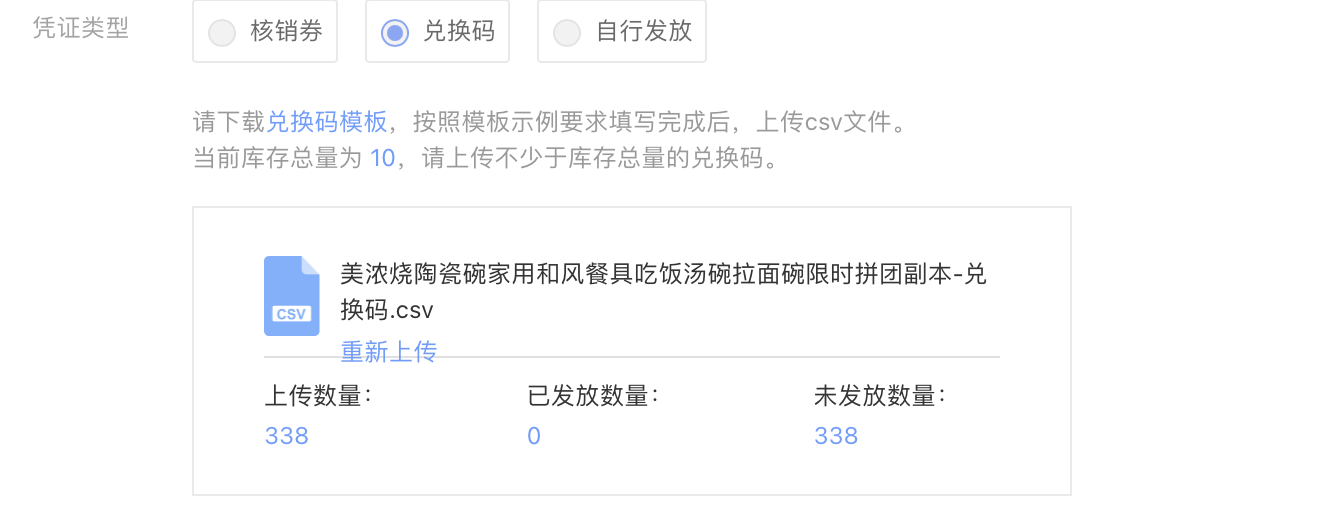 凭证类型 核销券 兑换码 自行发放
请下载兑换码模板，按照模板示例要求填写完成后，上传csv文件。
当前库存总量为 10，请上传不少于库存总量的兑换码。
美浓烧陶瓷碗家用和风餐具吃饭汤碗拉面碗限时拼团副本-兑
换码.csv
CSV
重新上传
上传数量： 已发放数量： 未发放数量：
338 0 338